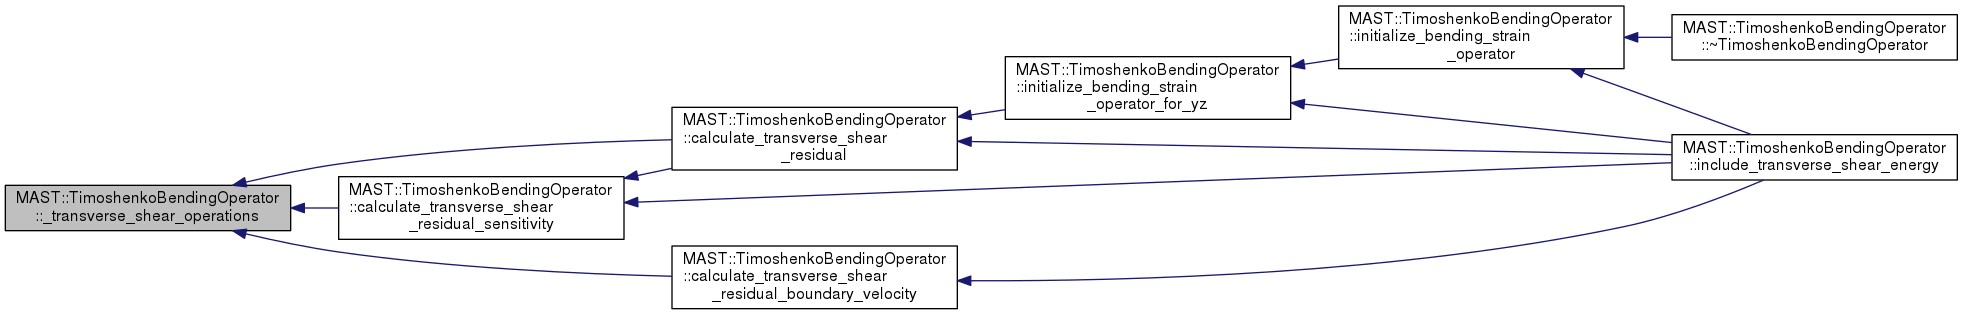 MAST::TimoshenkoBendingOperator
::_transverse_shear_operations
MAST::TimoshenkoBendingOperator
::calculate_transverse_shear
_residual
MAST::TimoshenkoBendingOperator
::calculate_transverse_shear
_residual_sensitivity
MAST::TimoshenkoBendingOperator
::calculate_transverse_shear
_residual_boundary_velocity
MAST::TimoshenkoBendingOperator
::initialize_bending_strain
_operator_for_yz
MAST::TimoshenkoBendingOperator
::initialize_bending_strain
_operator
MAST::TimoshenkoBendingOperator
::~TimoshenkoBendingOperator
MAST::TimoshenkoBendingOperator
::include_transverse_shear_energy